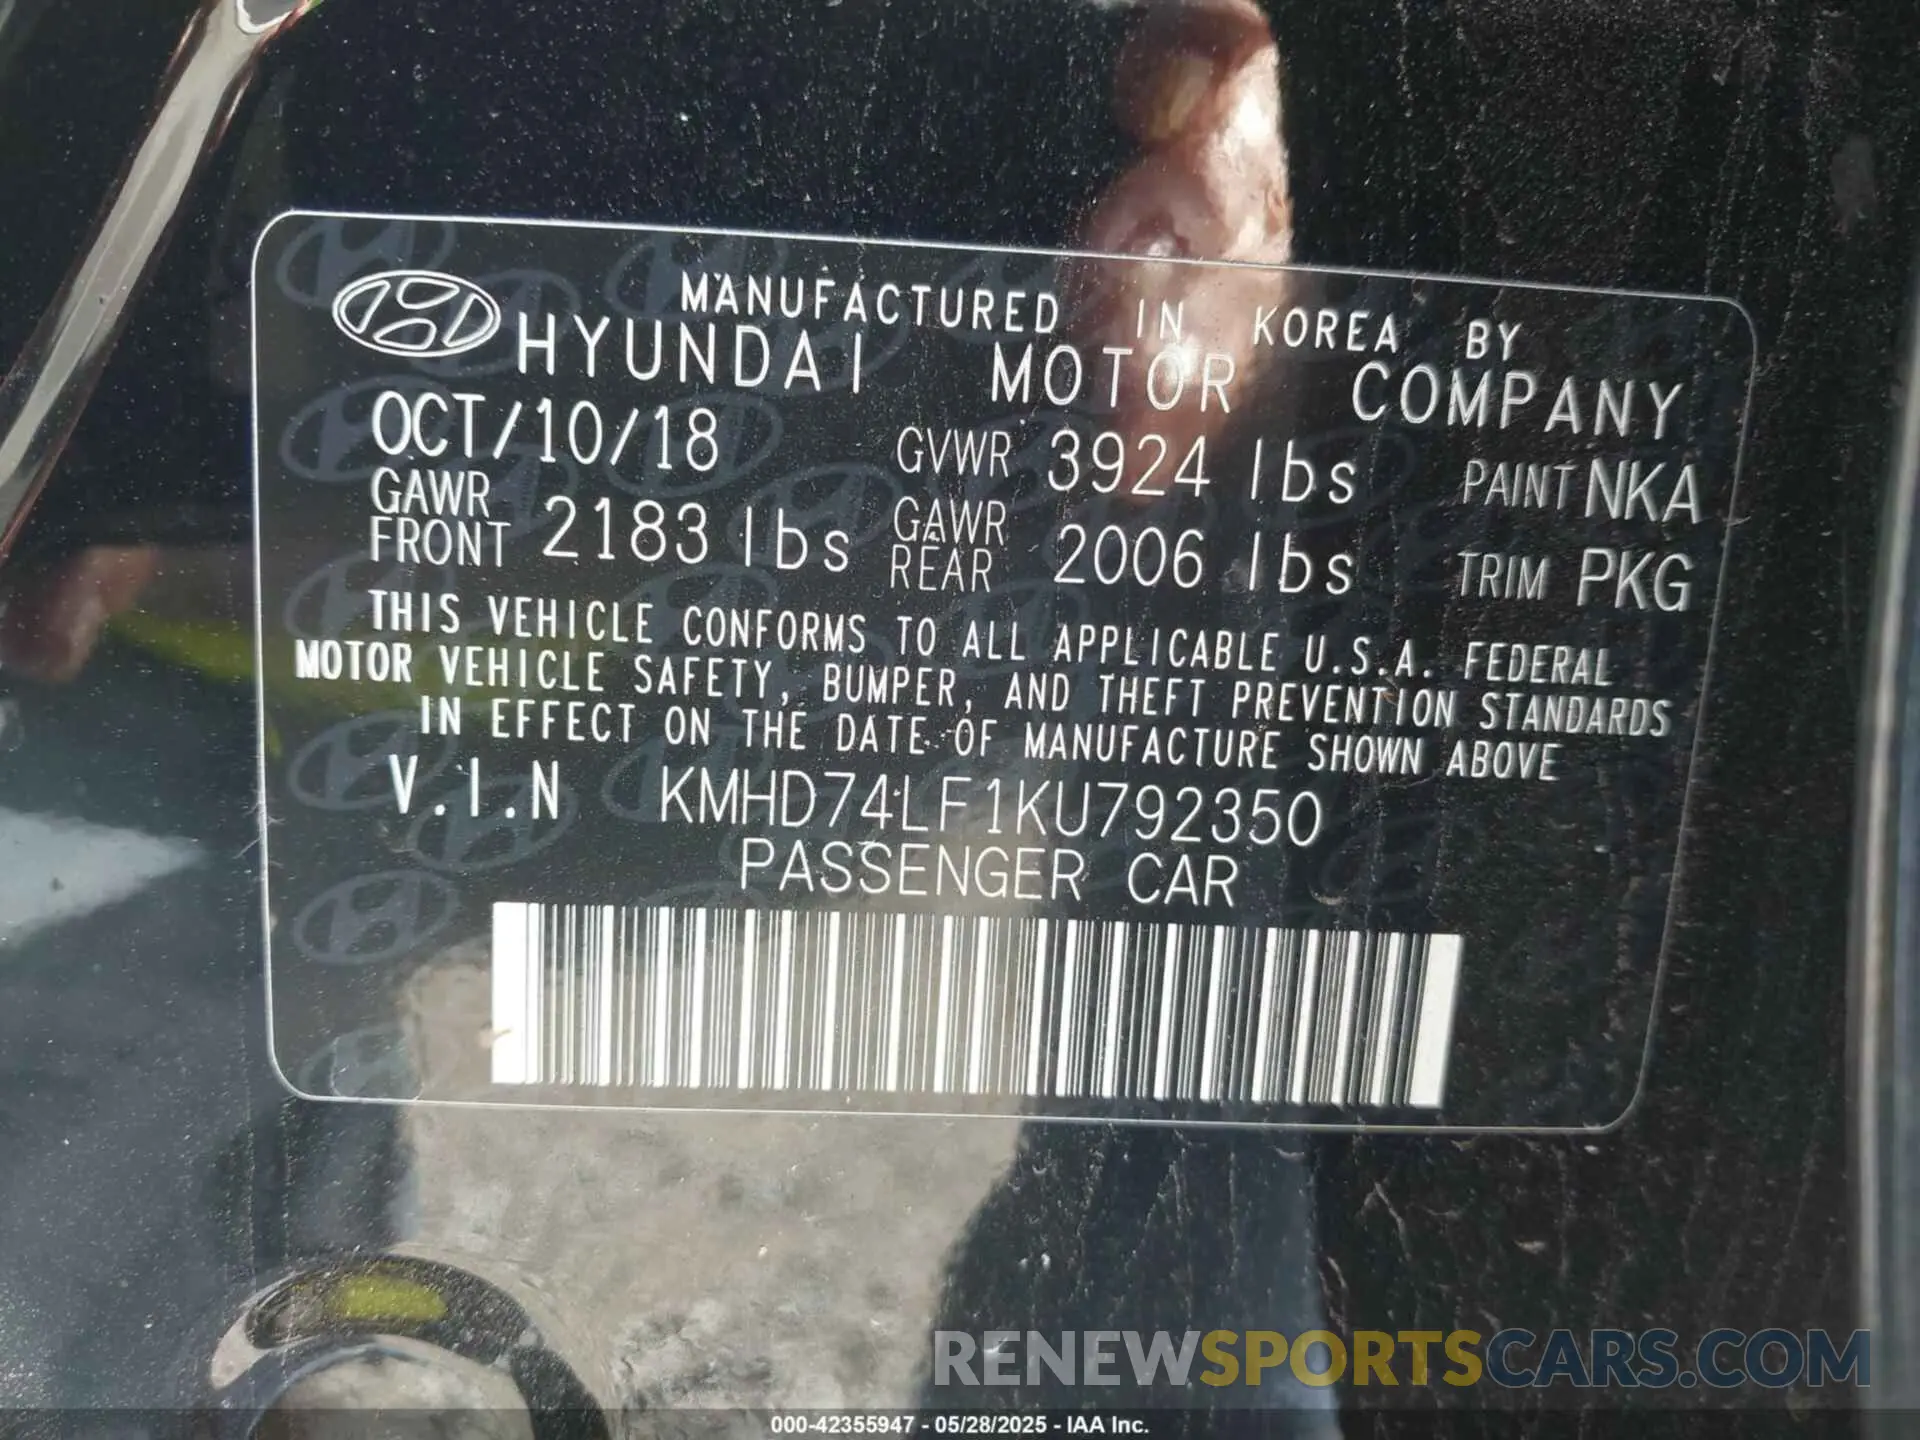 MANUFACTURED IN KOREA BY
HYUNDAI MOTOR COMPANY
OCT/10/18 GVWR 3924 lbs PAINT NKA
GAWR FRONT 2183 lbs GAWR REAR 2006 lbs TRIM PKG
THIS VEHICLE CONFORMS TO ALL APPLICABLE U.S.A. FEDERAL
MOTOR VEHICLE SAFETY, BUMPER, AND THEFT PREVENTION STANDARDS
IN EFFECT ON THE DATE OF MANUFACTURE SHOWN ABOVE
V.I.N KMHD74LF1KU792350
PASSENGER CAR
RENEWSPORTSCARS.COM
000-42355947 - 05/28/2025 - IAA Inc.